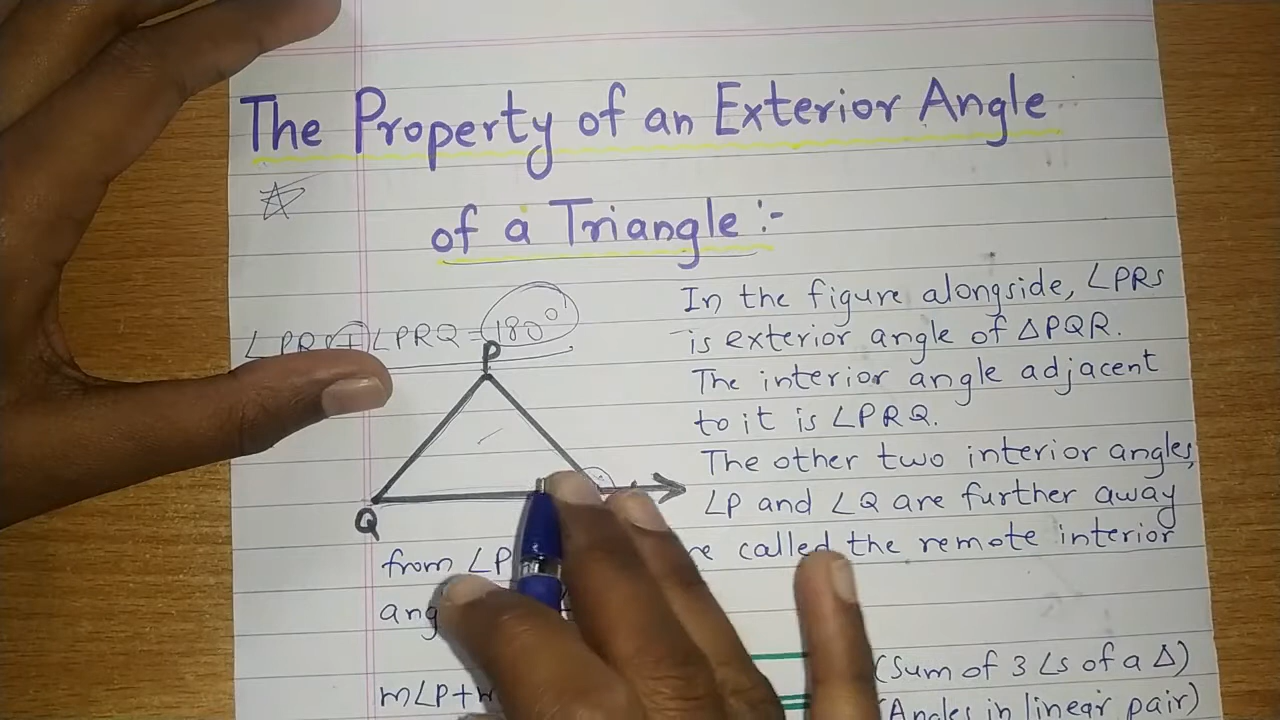 The Property of an Exterior Angle
of a Triangle :-
∠PRS + ∠PRQ = 180°
P
Q
In the figure alongside, ∠PRS
is exterior angle of △PQR.
The interior angle adjacent
to it is ∠PRQ.
The other two interior angles,
∠P and ∠Q are further away
from called the remote interior
m∠P+
(Sum of 3 ∠s of a △)
(Angles in linear pair)